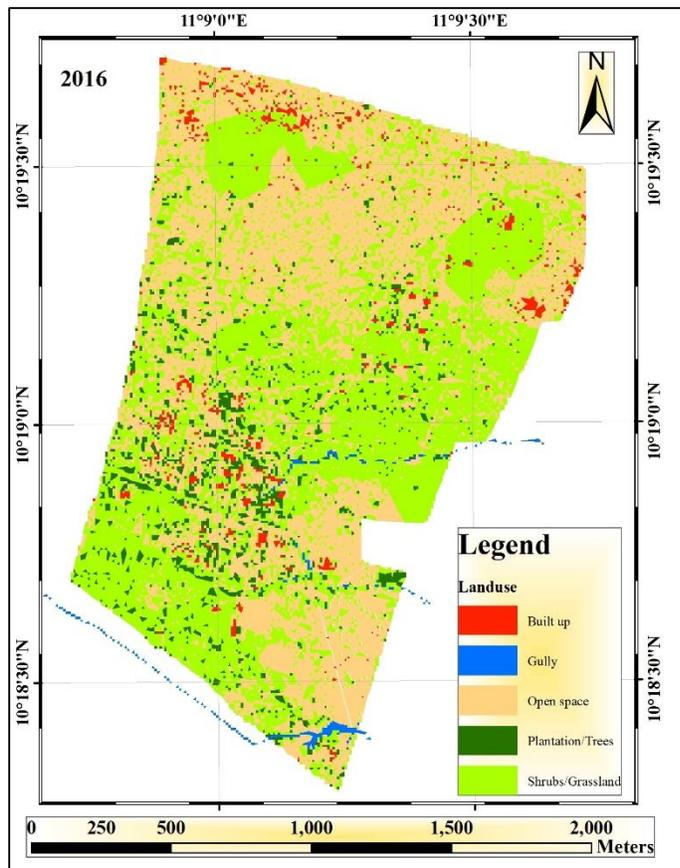 11°9'0"E 11°9'30"E
2016
N
10°19'30"N 10°19'30"N
10°19'0"N 10°19'0"N
Legend
Landuse
Built up
Gully
Open space
Plantation/Trees
Shrubs/Grassland
10°18'30"N 10°18'30"N
0 250 500 1,000 1,500 2,000
Meters